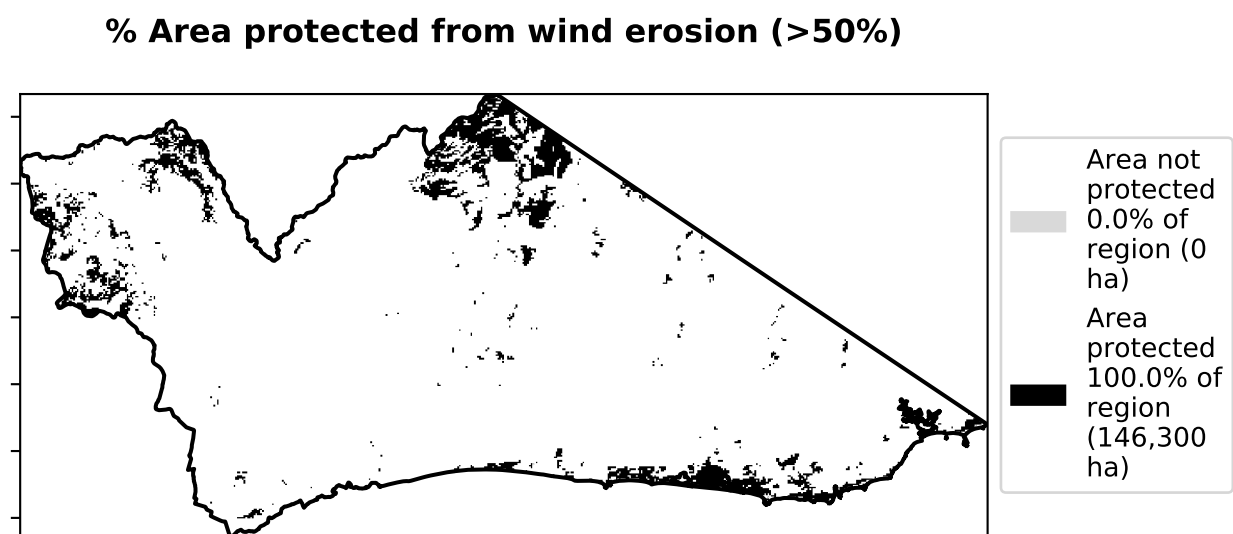 % Area protected from wind erosion (>50%)
Area not
protected
0.0% of
region (0
ha)
Area
protected
100.0% of
region
(146,300
ha)